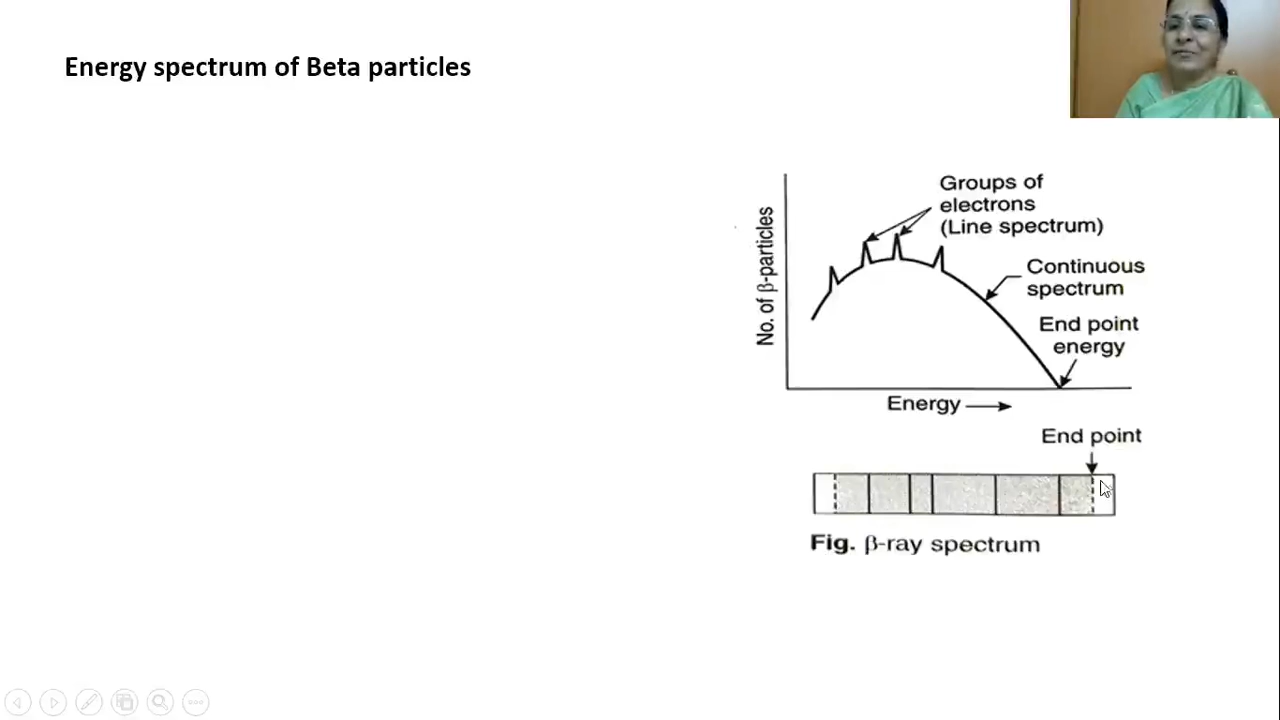 Energy spectrum of Beta particles
Groups of
electrons
(Line spectrum)
No. of β-particles
Continuous
spectrum
End point
energy
Energy
End point
Fig. β-ray spectrum